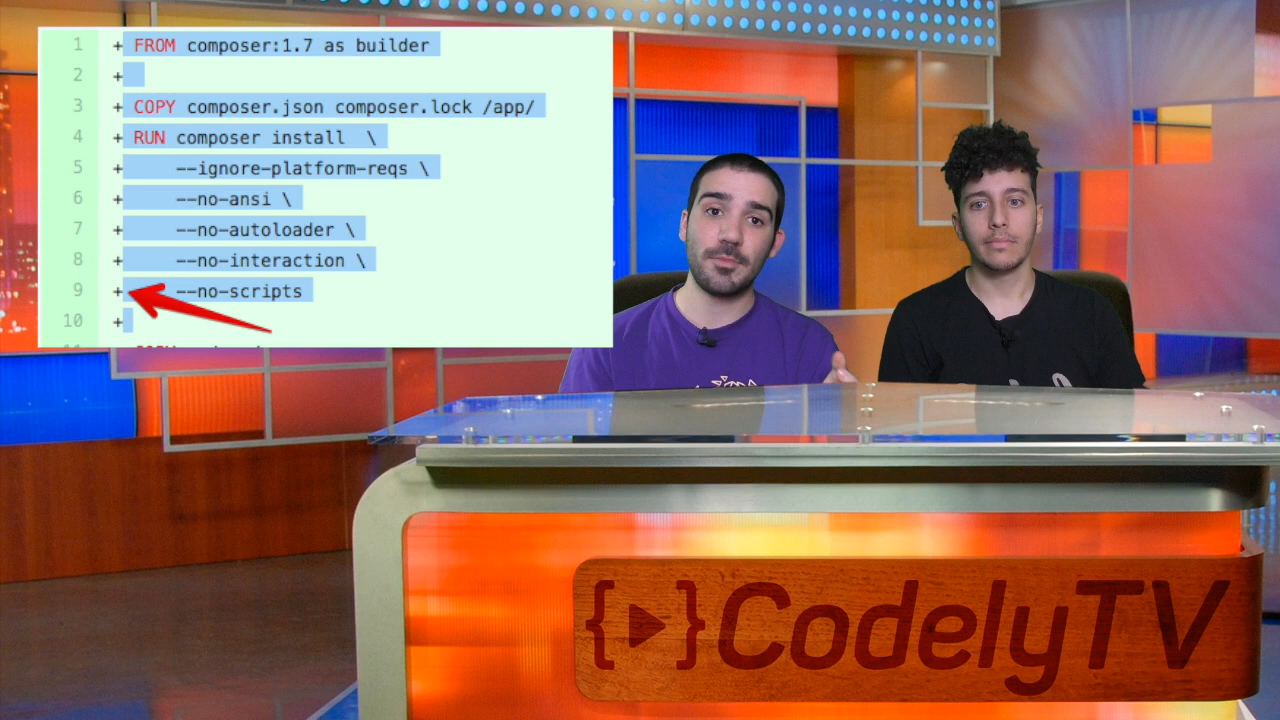 1 + FROM composer:1.7 as builder
2 +
3 + COPY composer.json composer.lock /app/
4 + RUN composer install \
5 + --ignore-platform-reqs \
6 + --no-ansi \
7 + --no-autoloader \
8 + --no-interaction \
9 + --no-scripts
10 +
{▶} CodelyTV